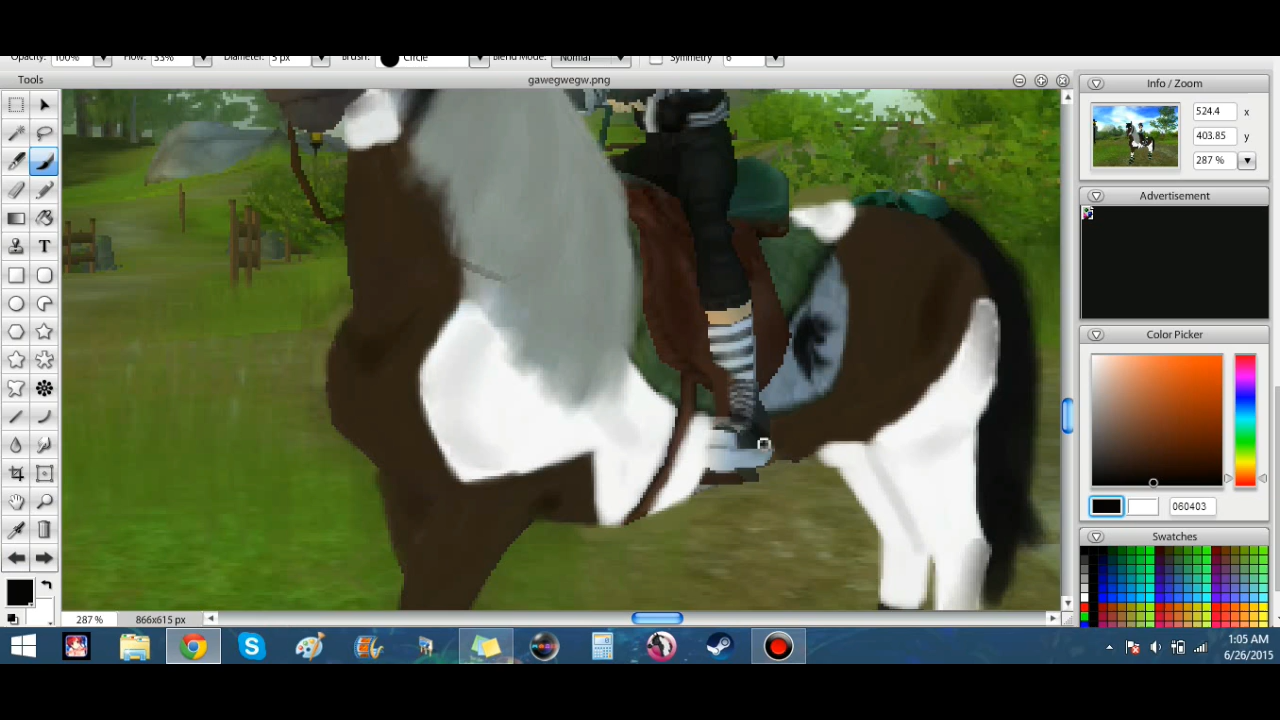 Opacity: 100% Flow: 33% Diameter: 5 px Brush: Circle Blend Mode: Normal Symmetry 6
Tools
gawegwegw.png
Info / Zoom
524.4 x
403.85 y
287 %
Advertisement
Color Picker
060403
Swatches
T
287 % 866x615 px
1:05 AM
6/26/2015